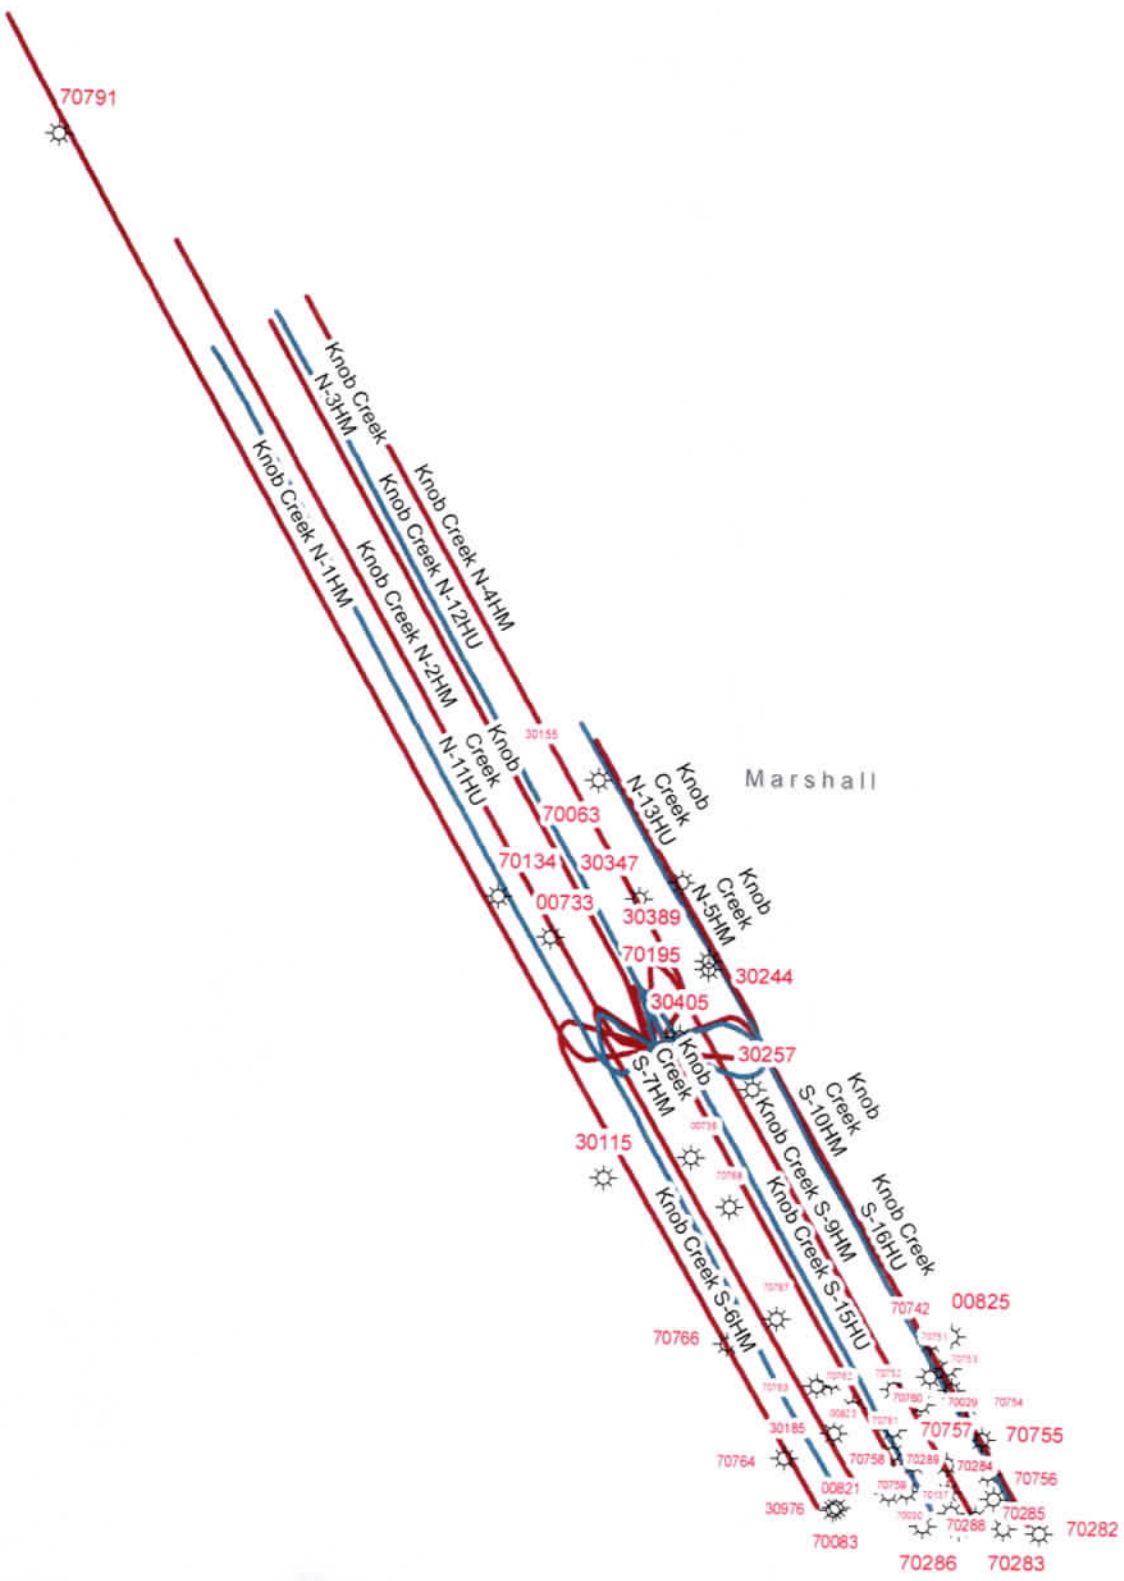 70791
Knob Creek
N-3HM
Knob Creek N-1HM
Knob Creek N-12HU
Knob Creek N-4HM
Knob Creek N-2HM
Knob
Creek
N-11HU
30155
Knob
Creek
N-13HU
Marshall
70063
70134
30347
00733
30389
Knob
Creek
N-5HM
70195
30244
30405
30257
Knob
Creek
S-7HM
Knob
Creek
S-10HM
30115
Knob Creek S-9HM
Knob Creek
S-16HU
Knob Creek S-15HU
Knob Creek S-6HM
70742
00825
70766
70754
30185
70757
70755
70764
70758
70289
70284
70756
00821
30976
70288
70285
70083
70282
70286
70283